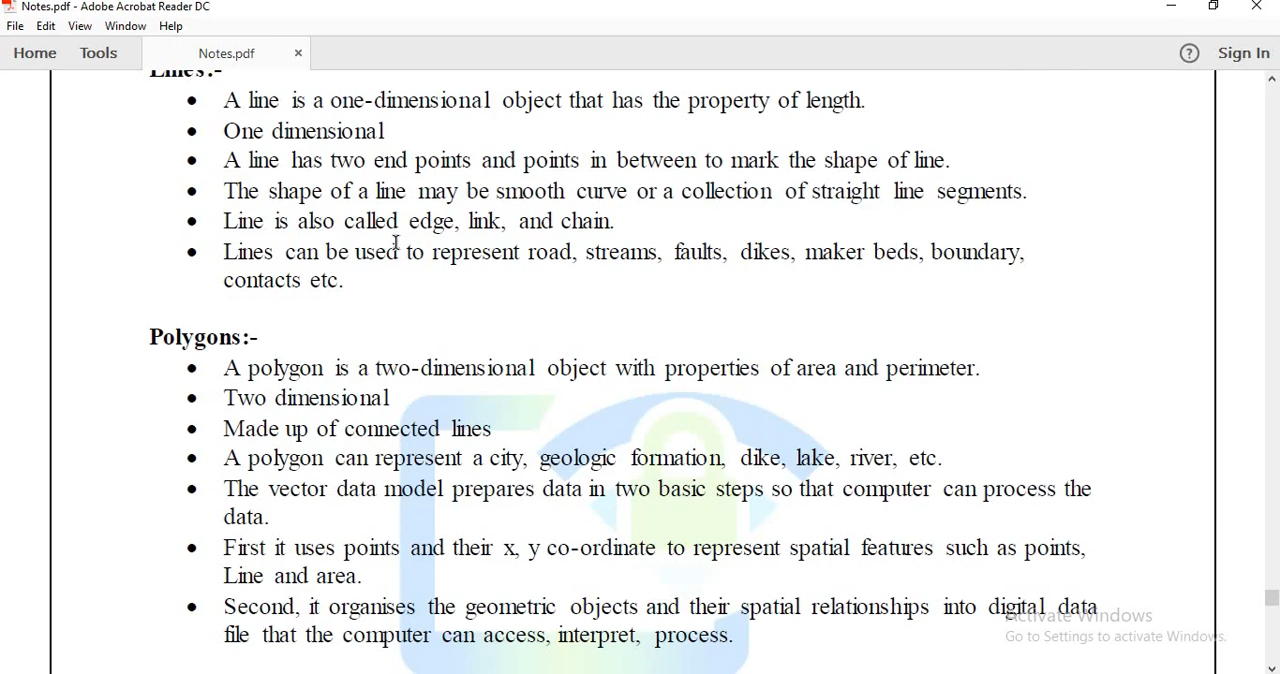 Notes.pdf - Adobe Acrobat Reader DC
File Edit View Window Help
Home Tools Notes.pdf × ? Sign In
Lines:-
• A line is a one-dimensional object that has the property of length.
• One dimensional
• A line has two end points and points in between to mark the shape of line.
• The shape of a line may be smooth curve or a collection of straight line segments.
• Line is also called edge, link, and chain.
• Lines can be used to represent road, streams, faults, dikes, maker beds, boundary,
contacts etc.
Polygons:-
• A polygon is a two-dimensional object with properties of area and perimeter.
• Two dimensional
• Made up of connected lines
• A polygon can represent a city, geologic formation, dike, lake, river, etc.
• The vector data model prepares data in two basic steps so that computer can process the
data.
• First it uses points and their x, y co-ordinate to represent spatial features such as points,
Line and area.
• Second, it organises the geometric objects and their spatial relationships into digital data
file that the computer can access, interpret, process.
Activate Windows
Go to Settings to activate Windows.